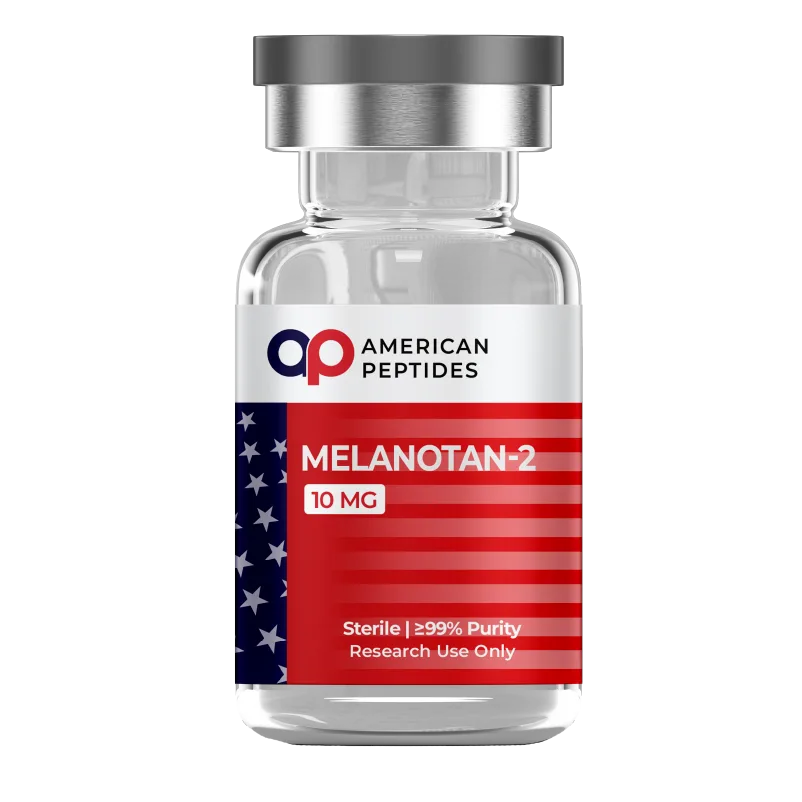 ap AMERICAN
PEPTIDES
MELANOTAN-2
10 MG
Sterile | ≥99% Purity
Research Use Only